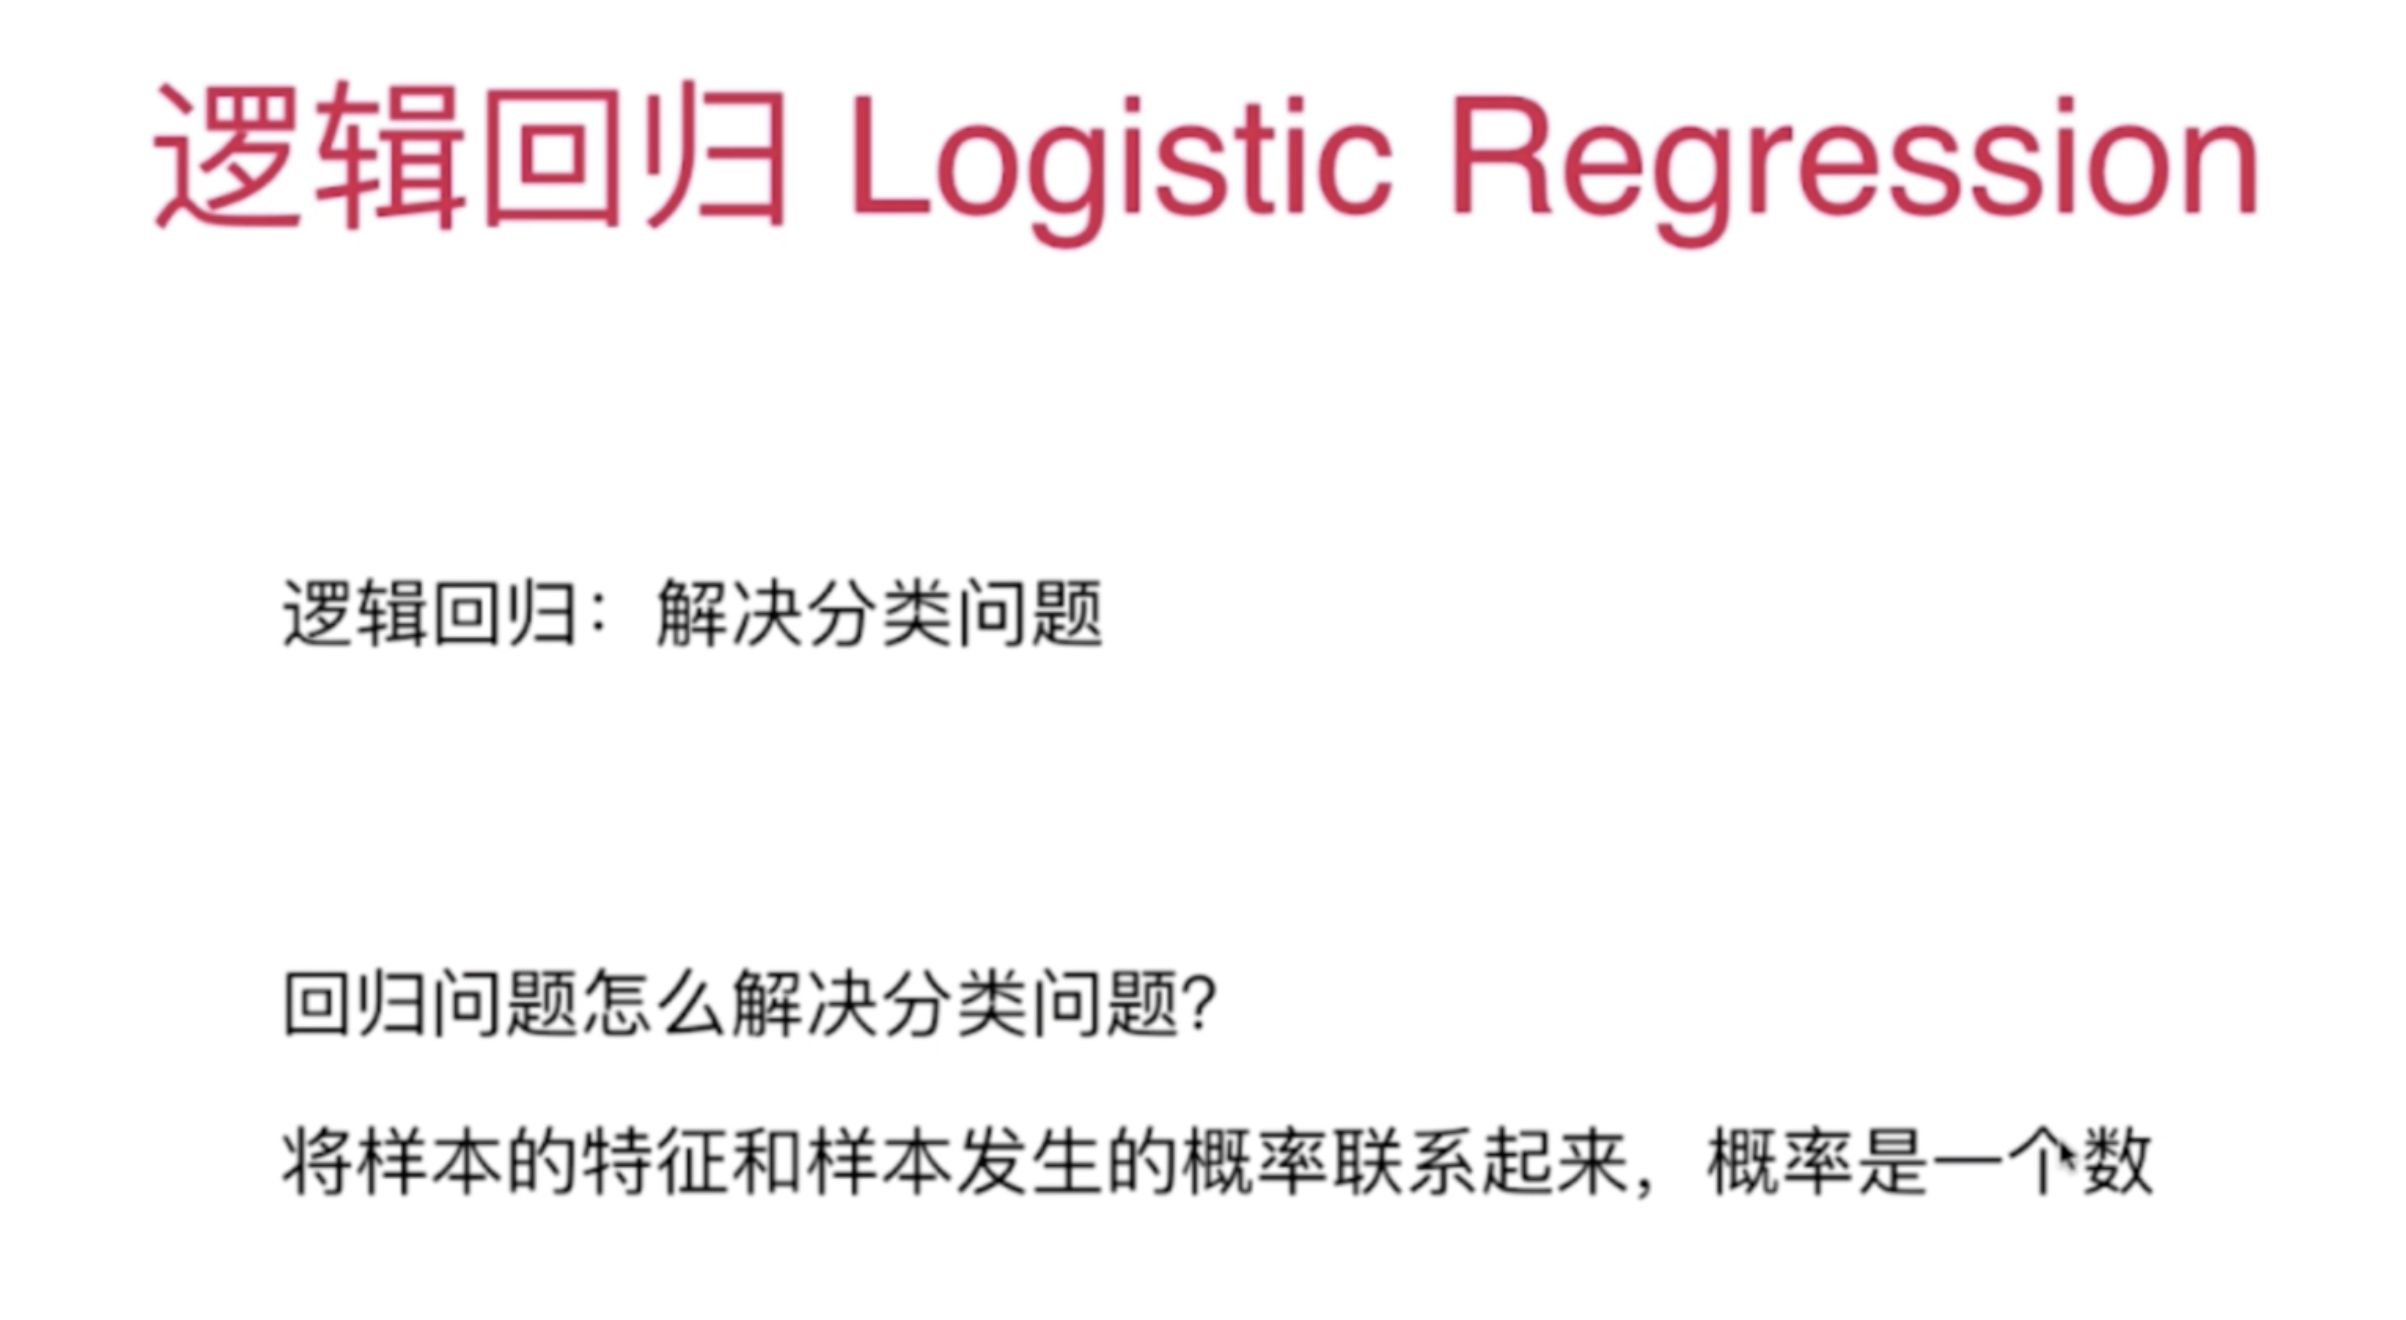 逻辑回归 Logistic Regression
逻辑回归：解决分类问题
回归问题怎么解决分类问题？
将样本的特征和样本发生的概率联系起来，概率是一个数